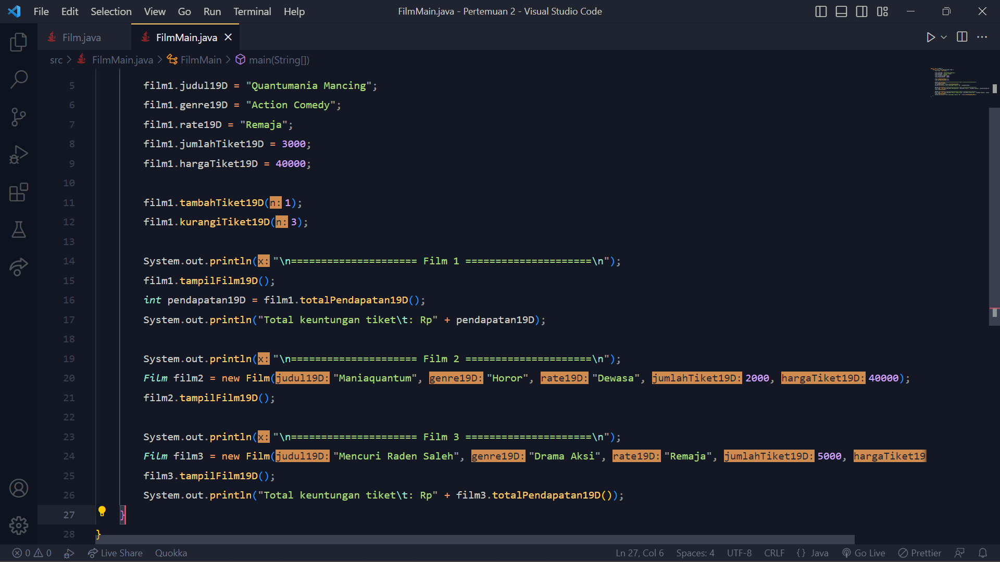 File Edit Selection View Go Run Terminal Help FilmMain.java - Pertemuan 2 - Visual Studio Code
Film.java FilmMain.java
src > FilmMain.java > FilmMain > main(String[])
5 film1.judul19D = "Quantumania Mancing";
6 film1.genre19D = "Action Comedy";
7 film1.rate19D = "Remaja";
8 film1.jumlahTiket19D = 3000;
9 film1.hargaTiket19D = 40000;
10
11 film1.tambahTiket19D(n: 1);
12 film1.kurangiTiket19D(n: 3);
13
14 System.out.println(x: "\n===================== Film 1 =====================\n");
15 film1.tampilFilm19D();
16 int pendapatan19D = film1.totalPendapatan19D();
17 System.out.println("Total keuntungan tiket\t: Rp" + pendapatan19D);
18
19 System.out.println(x: "\n===================== Film 2 =====================\n");
20 Film film2 = new Film(judul19D: "Maniaquantum", genre19D: "Horor", rate19D: "Dewasa", jumlahTiket19D: 2000, hargaTiket19D: 40000);
21 film2.tampilFilm19D();
22
23 System.out.println(x: "\n===================== Film 3 =====================\n");
24 Film film3 = new Film(judul19D: "Mencuri Raden Saleh", genre19D: "Drama Aksi", rate19D: "Remaja", jumlahTiket19D: 5000, hargaTiket19
25 film3.tampilFilm19D();
26 System.out.println("Total keuntungan tiket\t: Rp" + film3.totalPendapatan19D());
27 }
28 }
0 0 Live Share Quokka Ln 27, Col 6 Spaces: 4 UTF-8 CRLF {} Java Go Live Prettier